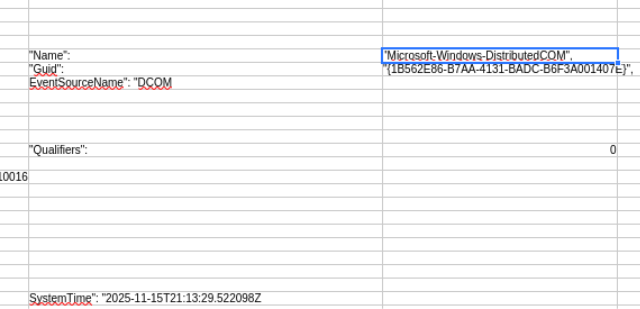 "Name": "Microsoft-Windows-DistributedCOM",
"Guid": "{1B562E86-B7AA-4131-BADC-B6F3A001407E}",
EventSourceName": "DCOM
"Qualifiers": 0
10016
SystemTime": "2025-11-15T21:13:29.522098Z